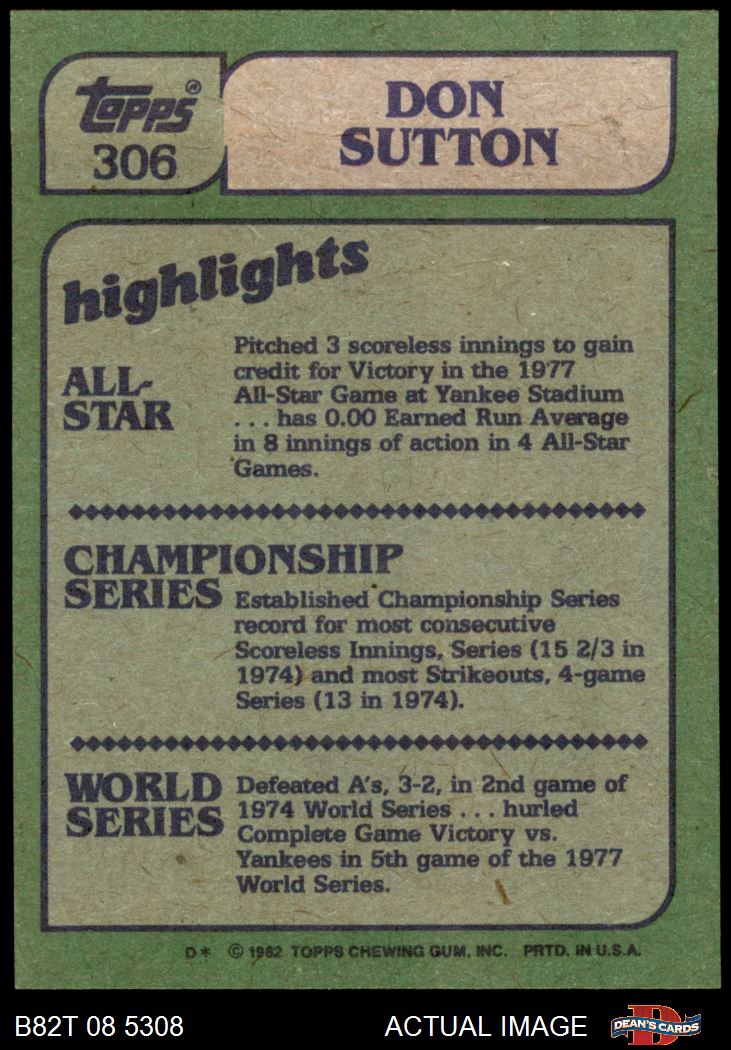 Topps®
306
DON
SUTTON
highlights
ALL-
STAR
Pitched 3 scoreless innings to gain
credit for Victory in the 1977
All-Star Game at Yankee Stadium
. . . has 0.00 Earned Run Average
in 8 innings of action in 4 All-Star
Games.
CHAMPIONSHIP
SERIES
Established Championship Series
record for most consecutive
Scoreless Innings, Series (15 2/3 in
1974) and most Strikeouts, 4-game
Series (13 in 1974).
WORLD
SERIES
Defeated A's, 3-2, in 2nd game of
1974 World Series . . . hurled
Complete Game Victory vs.
Yankees in 5th game of the 1977
World Series.
D* © 1982 TOPPS CHEWING GUM, INC. PRTD. IN U.S.A.
B82T 08 5308 ACTUAL IMAGE D DEAN'S CARDS